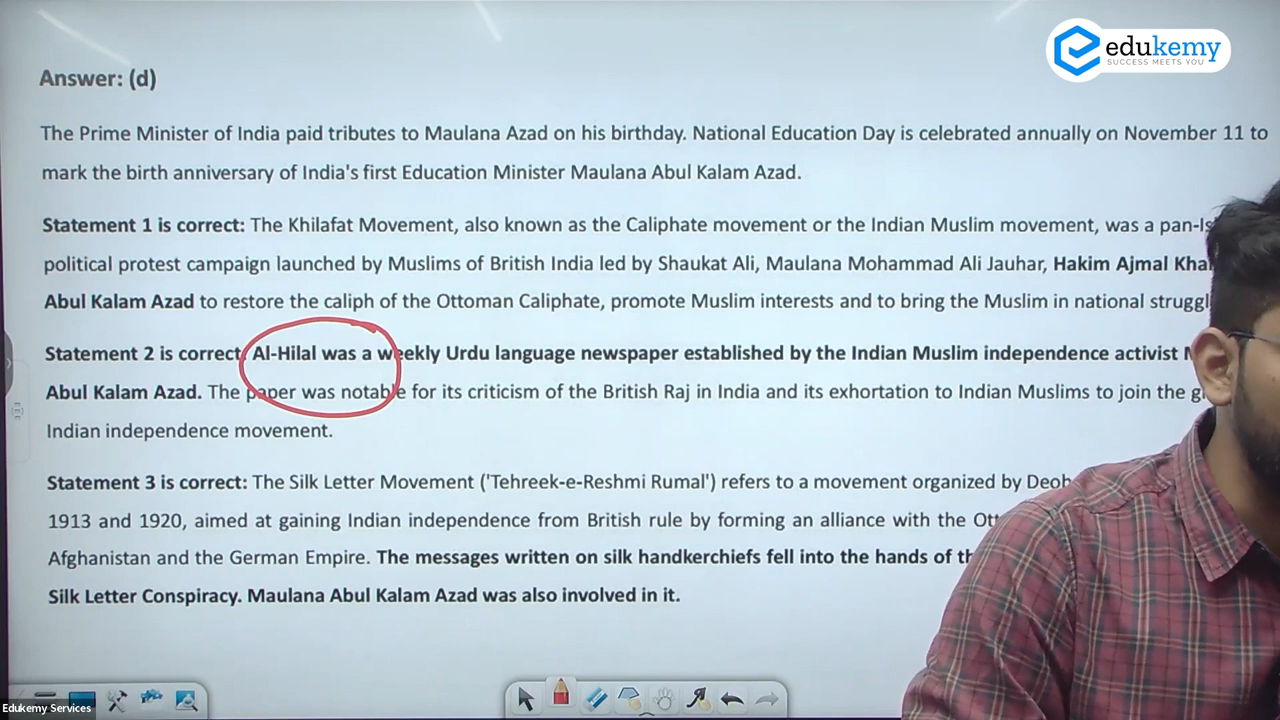 edukemy
SUCCESS MEETS YOU
Answer: (d)
The Prime Minister of India paid tributes to Maulana Azad on his birthday. National Education Day is celebrated annually on November 11 to
mark the birth anniversary of India's first Education Minister Maulana Abul Kalam Azad.
Statement 1 is correct: The Khilafat Movement, also known as the Caliphate movement or the Indian Muslim movement, was a
political protest campaign launched by Muslims of British India led by Shaukat Ali, Maulana Mohammad Ali Jauhar, Hakim Ajmal
Abul Kalam Azad to restore the caliph of the Ottoman Caliphate, promote Muslim interests and to bring the Muslim in national
Statement 2 is correct: Al-Hilal was a weekly Urdu language newspaper established by the Indian Muslim independence activist
Abul Kalam Azad. The paper was notable for its criticism of the British Raj in India and its exhortation to Indian Muslims to join the
Indian independence movement.
Statement 3 is correct: The Silk Letter Movement ('Tehreek-e-Reshmi Rumal') refers to a movement organized by
1913 and 1920, aimed at gaining Indian independence from British rule by forming an alliance with the
Afghanistan and the German Empire. The messages written on silk handkerchiefs fell into the hands of
Silk Letter Conspiracy. Maulana Abul Kalam Azad was also involved in it.
Edukemy Services